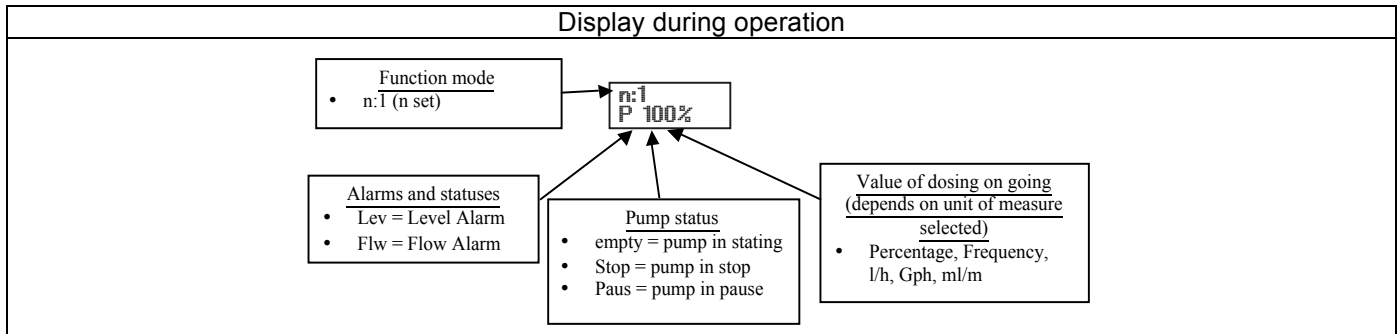 Display during operation
Function mode
• n:1 (n set)
n:1
P 100%
Alarms and statuses
• Lev = Level Alarm
• Flw = Flow Alarm
Pump status
• empty = pump in stating
• Stop = pump in stop
• Paus = pump in pause
Value of dosing on going
(depends on unit of measure
selected)
• Percentage, Frequency,
l/h, Gph, ml/m